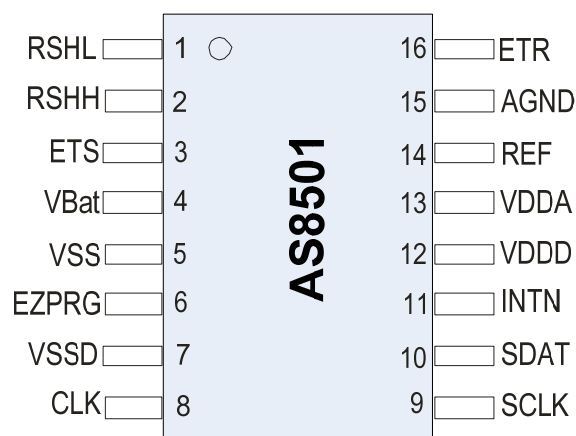 RSHL 1 16 ETR
RSHH 2 15 AGND
ETS 3 14 REF
VBat 4 13 VDDA
VSS 5 12 VDDD
EZPRG 6 11 INTN
VSSD 7 10 SDAT
CLK 8 9 SCLK
AS8501